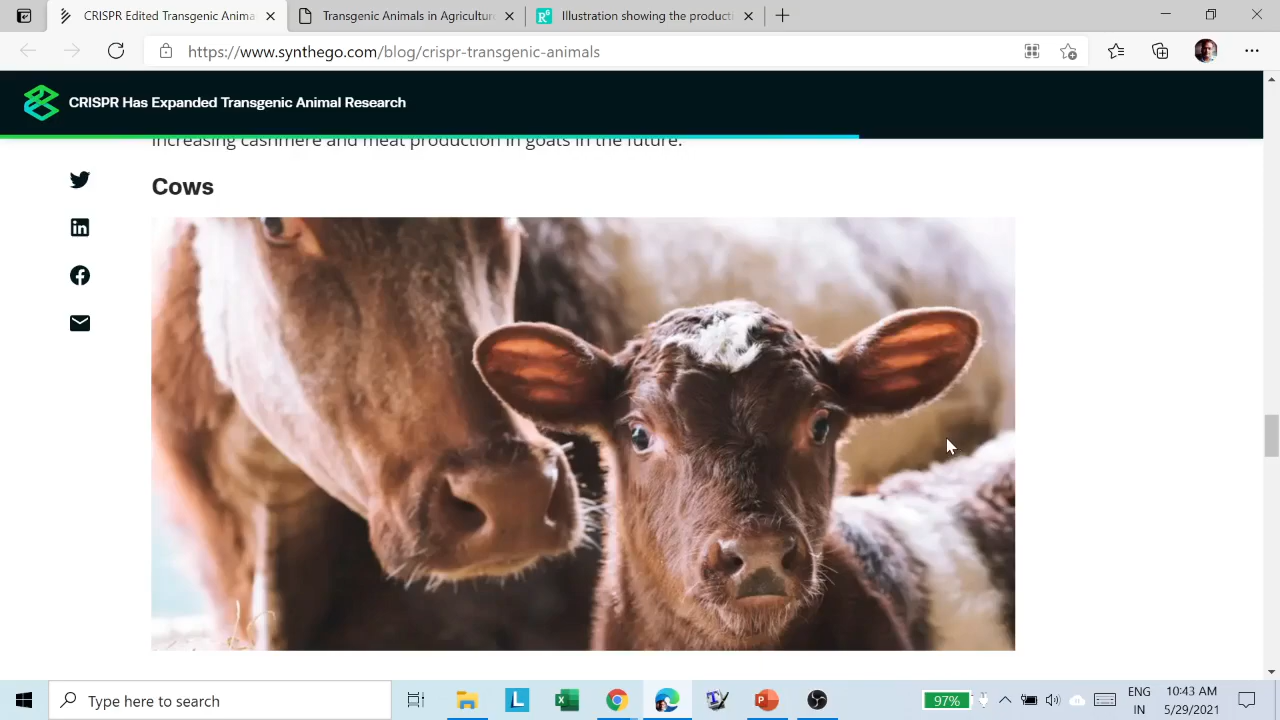 CRISPR Edited Transgenic Anima
Transgenic Animals in Agricultur
R⁶
Illustration showing the producti
https://www.synthego.com/blog/crispr-transgenic-animals
CRISPR Has Expanded Transgenic Animal Research
increasing cashmere and meat production in goats in the future.
Cows
Type here to search
L
97%
ENG
IN
0:43 AM
5/29/2021